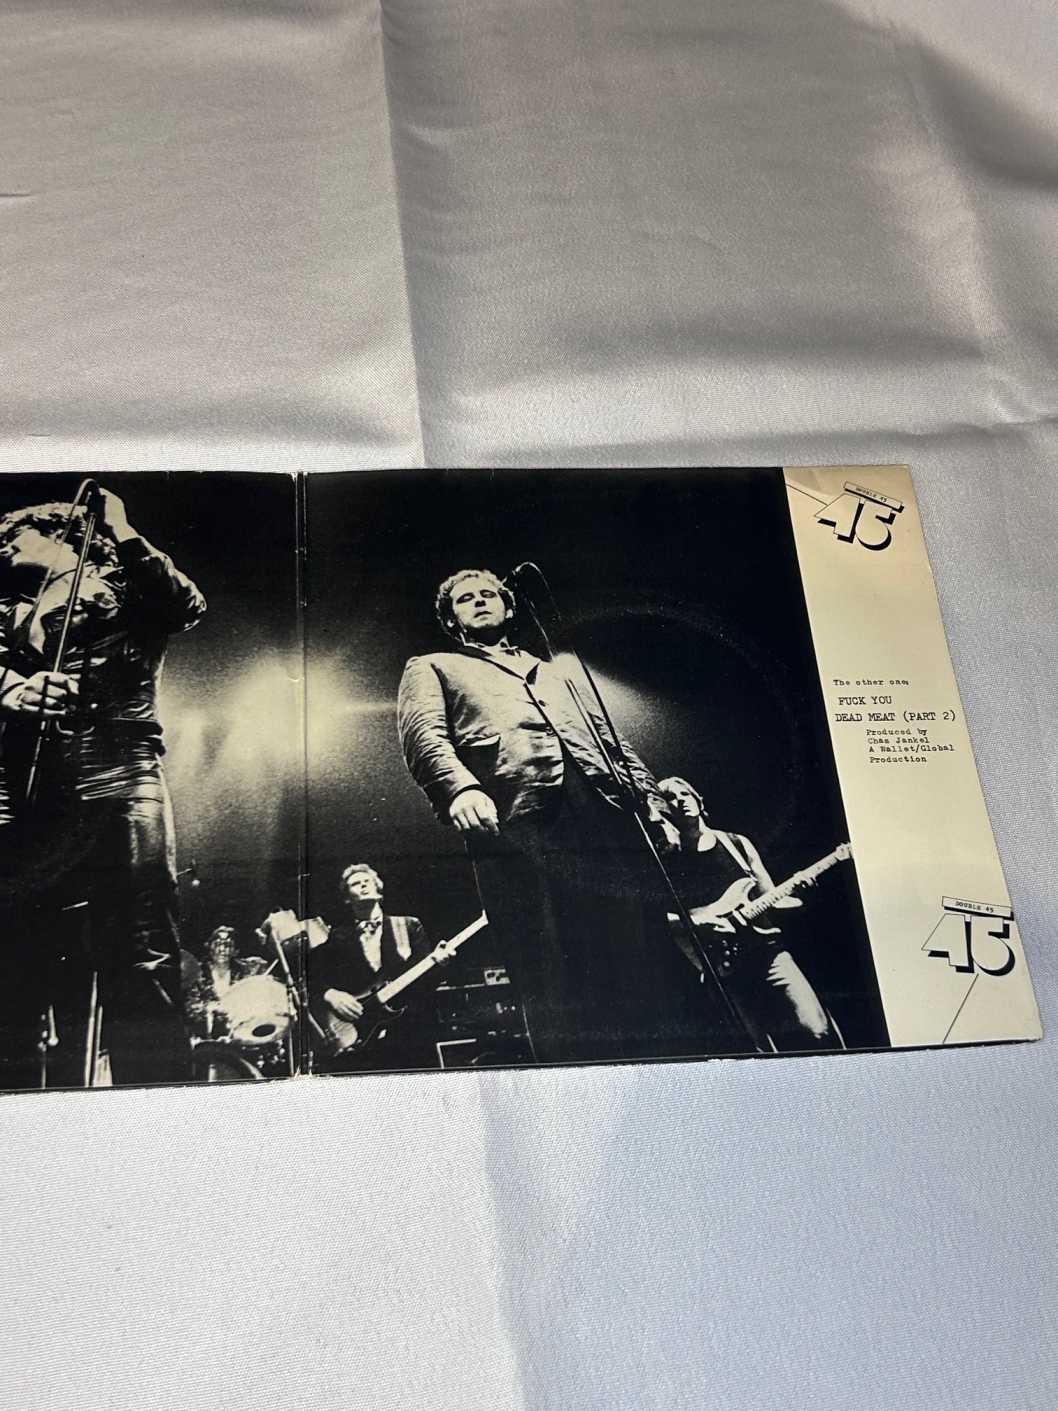 DOUBLE 45
45
The other one;
FUCK YOU
DEAD MEAT (PART 2)
Produced by
Chas Jankel
A Wallet/Global
Production
DOUBLE 45
45